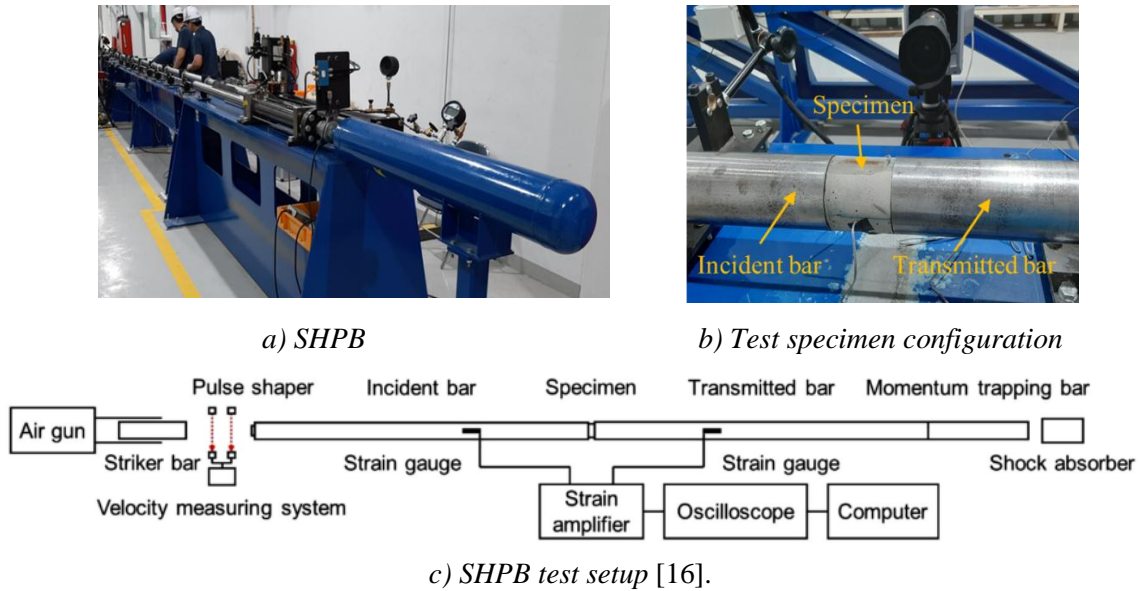 Specimen
Incident bar Transmitted bar
a) SHPB b) Test specimen configuration
Pulse shaper Incident bar Specimen Transmitted bar Momentum trapping bar
Air gun
Striker bar Strain gauge Strain gauge Shock absorber
Velocity measuring system Strain amplifier Oscilloscope Computer
c) SHPB test setup [16].